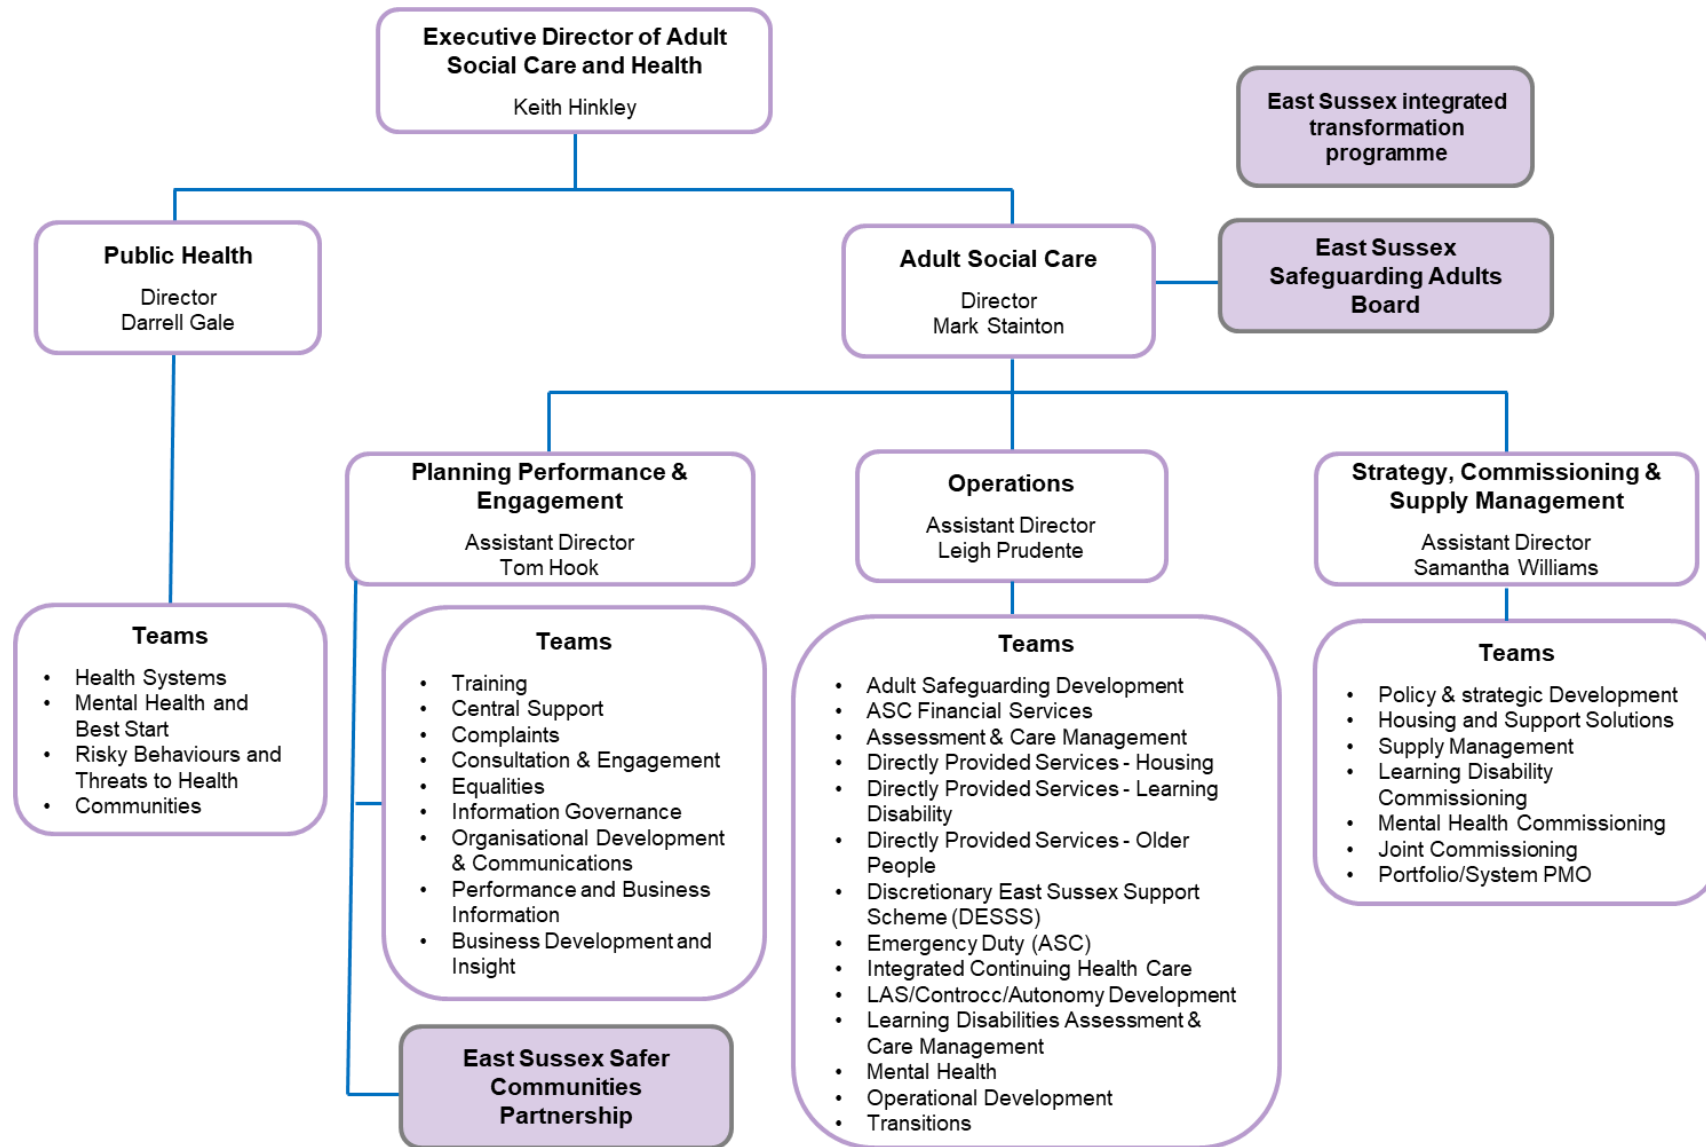 Executive Director of Adult
Social Care and Health
Keith Hinkley
East Sussex integrated
transformation
programme
Public Health
Director
Darrell Gale
Adult Social Care
Director
Mark Stainton
East Sussex
Safeguarding Adults
Board
Planning Performance &
Engagement
Assistant Director
Tom Hook
Operations
Assistant Director
Leigh Prudente
Strategy, Commissioning &
Supply Management
Assistant Director
Samantha Williams
Teams
• Health Systems
• Mental Health and
Best Start
• Risky Behaviours and
Threats to Health
• Communities
Teams
• Training
• Central Support
• Complaints
• Consultation & Engagement
• Equalities
• Information Governance
• Organisational Development
& Communications
• Performance and Business
Information
• Business Development and
Insight
Teams
• Adult Safeguarding Development
• ASC Financial Services
• Assessment & Care Management
• Directly Provided Services - Housing
• Directly Provided Services - Learning
Disability
• Directly Provided Services - Older
People
• Discretionary East Sussex Support
Scheme (DESSS)
• Emergency Duty (ASC)
• Integrated Continuing Health Care
• LAS/Controcc/Autonomy Development
• Learning Disabilities Assessment &
Care Management
• Mental Health
• Operational Development
• Transitions
Teams
• Policy & strategic Development
• Housing and Support Solutions
• Supply Management
• Learning Disability
Commissioning
• Mental Health Commissioning
• Joint Commissioning
• Portfolio/System PMO
East Sussex Safer
Communities
Partnership